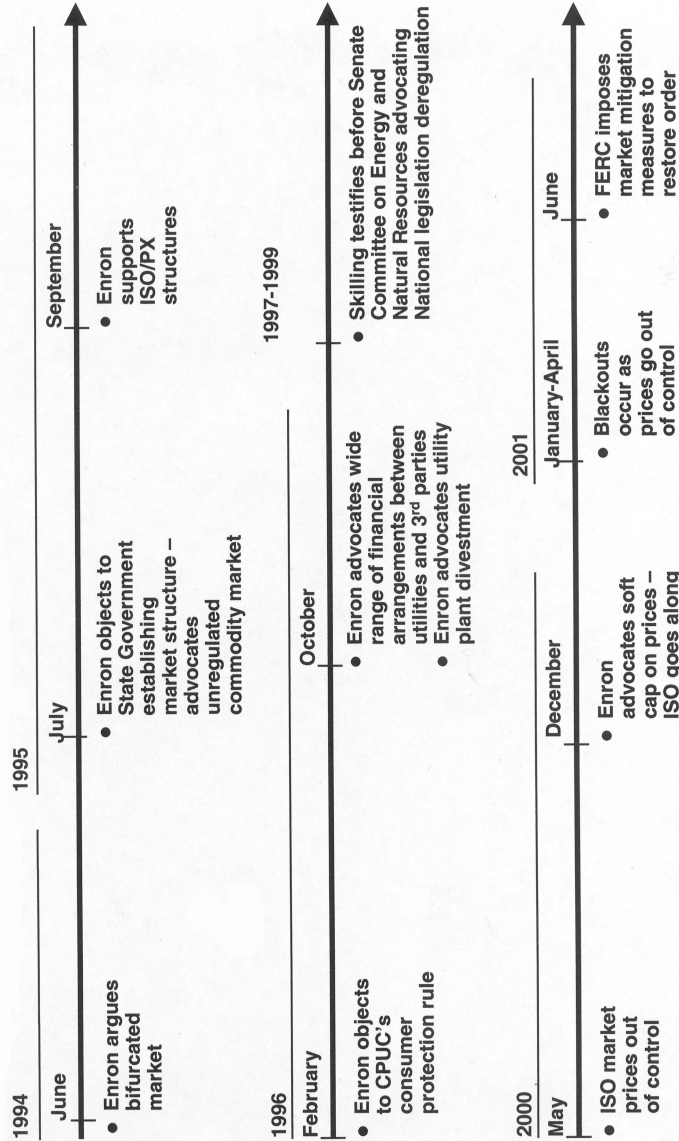 1994
June
• Enron argues
bifurcated
market
1995
July
• Enron objects to
State Government
establishing
market structure –
advocates
unregulated
commodity market
September
• Enron
supports
ISO/PX
structures
1996
February
• Enron objects
to CPUC's
consumer
protection rule
October
• Enron advocates wide
range of financial
arrangements between
utilities and 3rd parties
• Enron advocates utility
plant divestment
1997-1999
• Skilling testifies before Senate
Committee on Energy and
Natural Resources advocating
National legislation deregulation
2000
May
• ISO market
prices out
of control
December
• Enron
advocates soft
cap on prices –
ISO goes along
2001
January-April
• Blackouts
occur as
prices go out
of control
June
• FERC imposes
market mitigation
measures to
restore order